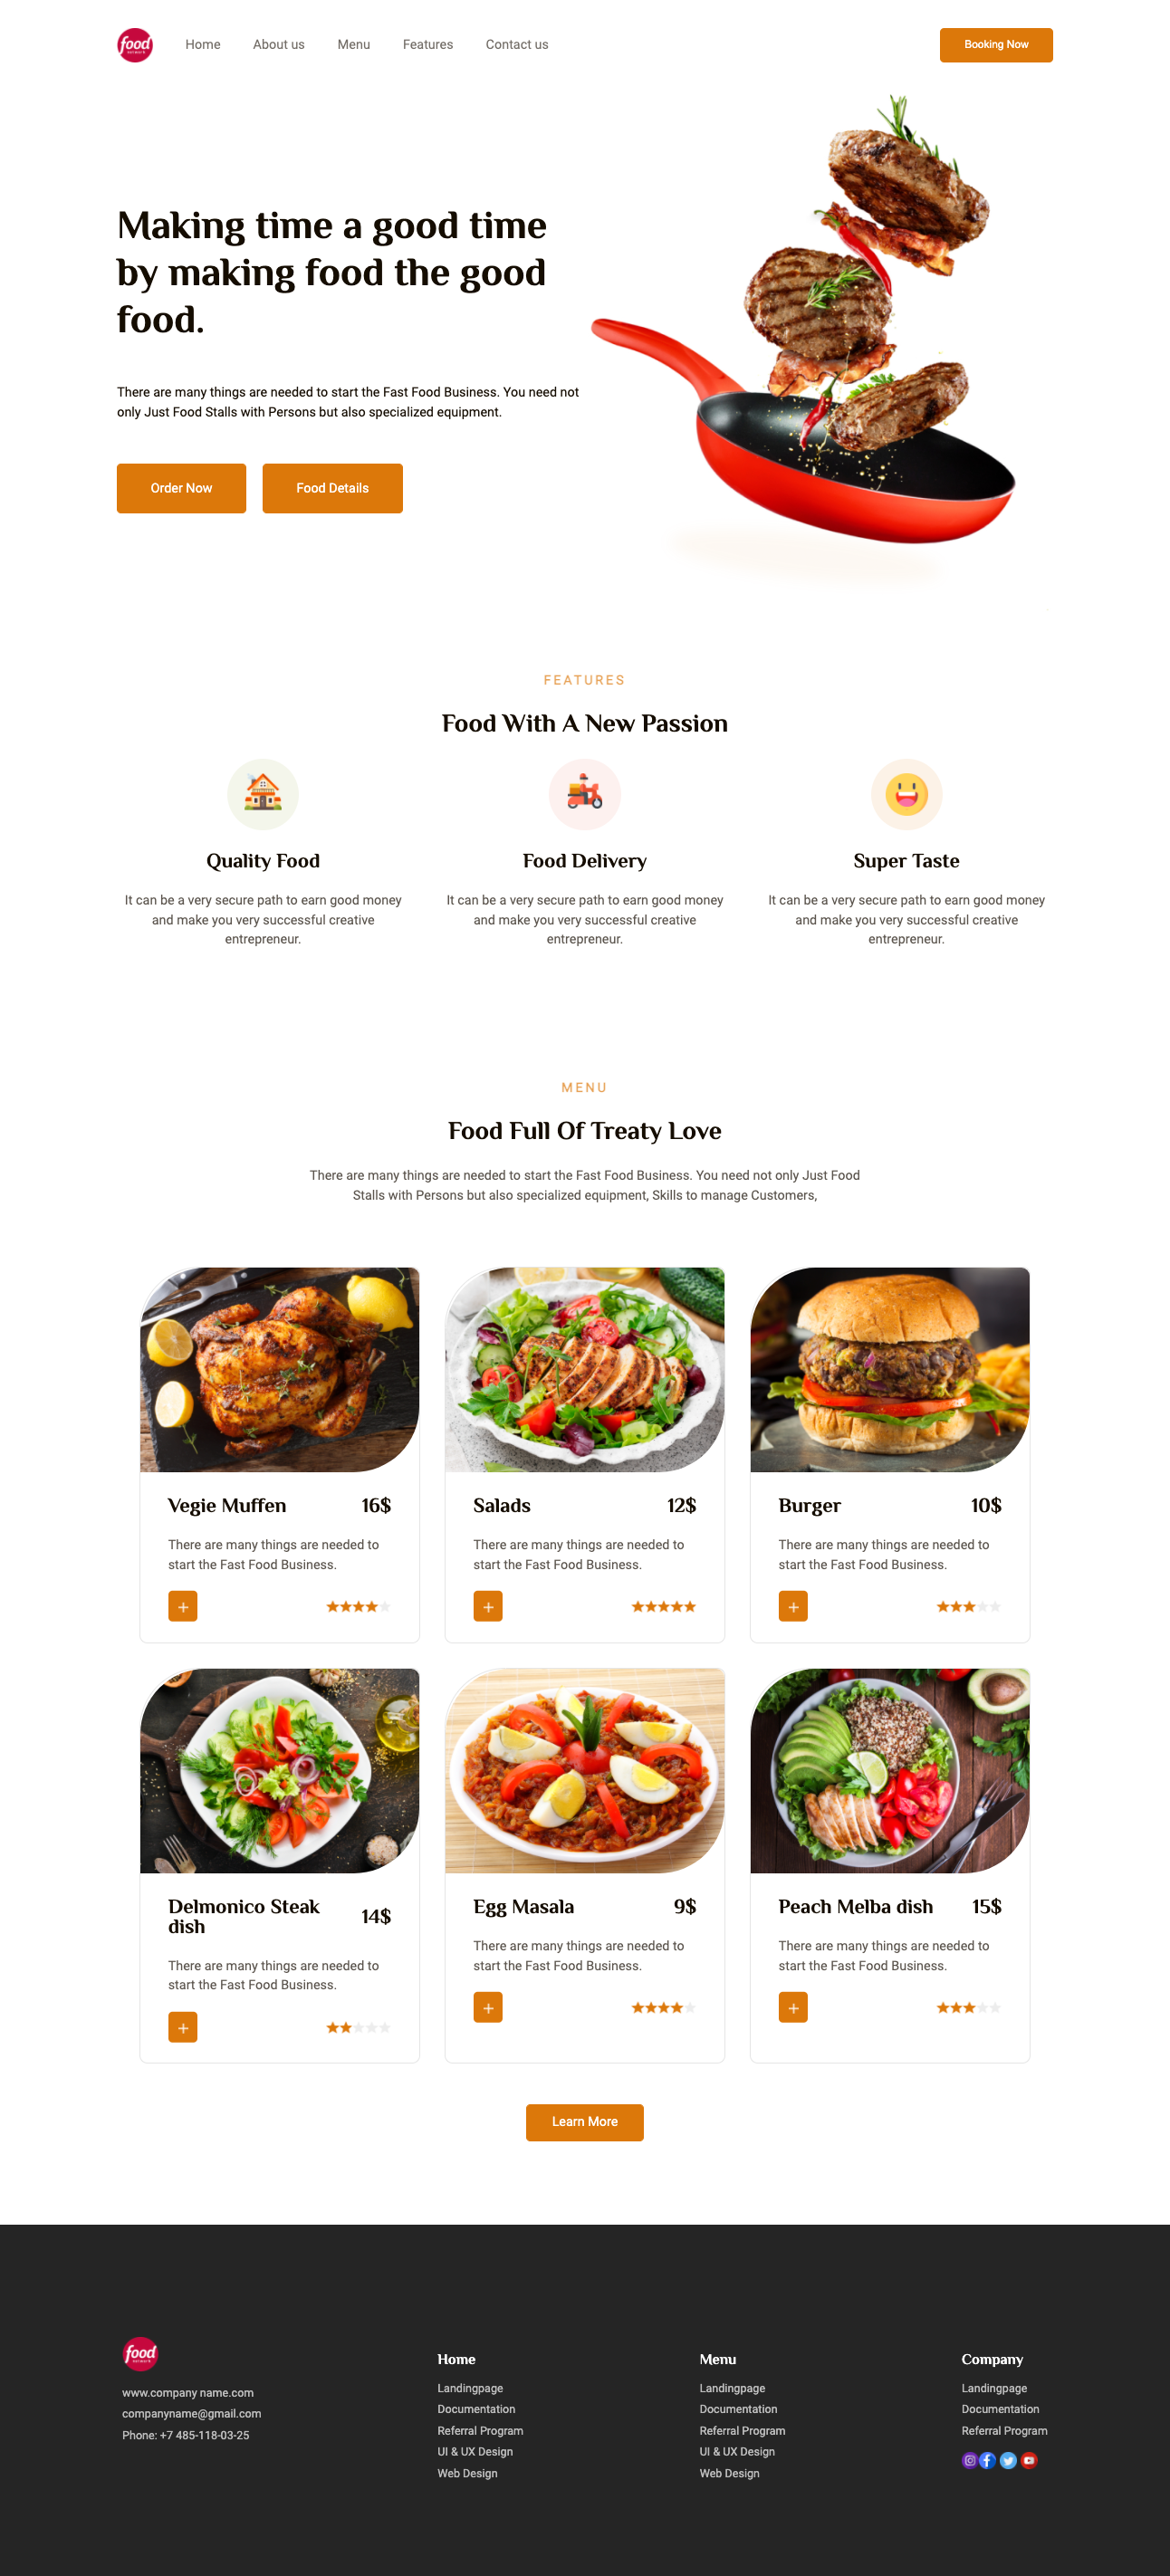 food
Home
About us
Menu
Features
Contact us
Booking Now
Making time a good time
by making food the good
food.
There are many things are needed to start the Fast Food Business. You need not
only Just Food Stalls with Persons but also specialized equipment.
Order Now
Food Details
FEATURES
Food With A New Passion
Quality Food
It can be a very secure path to earn good money
and make you very successful creative
entrepreneur.
Food Delivery
It can be a very secure path to earn good money
and make you very successful creative
entrepreneur.
Super Taste
It can be a very secure path to earn good money
and make you very successful creative
entrepreneur.
MENU
Food Full Of Treaty Love
There are many things are needed to start the Fast Food Business. You need not only Just Food
Stalls with Persons but also specialized equipment, Skills to manage Customers,
Vegie Muffen 16$
There are many things are needed to
start the Fast Food Business.
+
Salads 12$
There are many things are needed to
start the Fast Food Business.
+
Burger 10$
There are many things are needed to
start the Fast Food Business.
+
Delmonico Steak
dish
14$
There are many things are needed to
start the Fast Food Business.
+
Egg Masala 9$
There are many things are needed to
start the Fast Food Business.
+
Peach Melba dish 15$
There are many things are needed to
start the Fast Food Business.
+
Learn More
food
www.company name.com
companyname@gmail.com
Phone: +7 485-118-03-25
Home
Landingpage
Documentation
Referral Program
UI & UX Design
Web Design
Menu
Landingpage
Documentation
Referral Program
UI & UX Design
Web Design
Company
Landingpage
Documentation
Referral Program